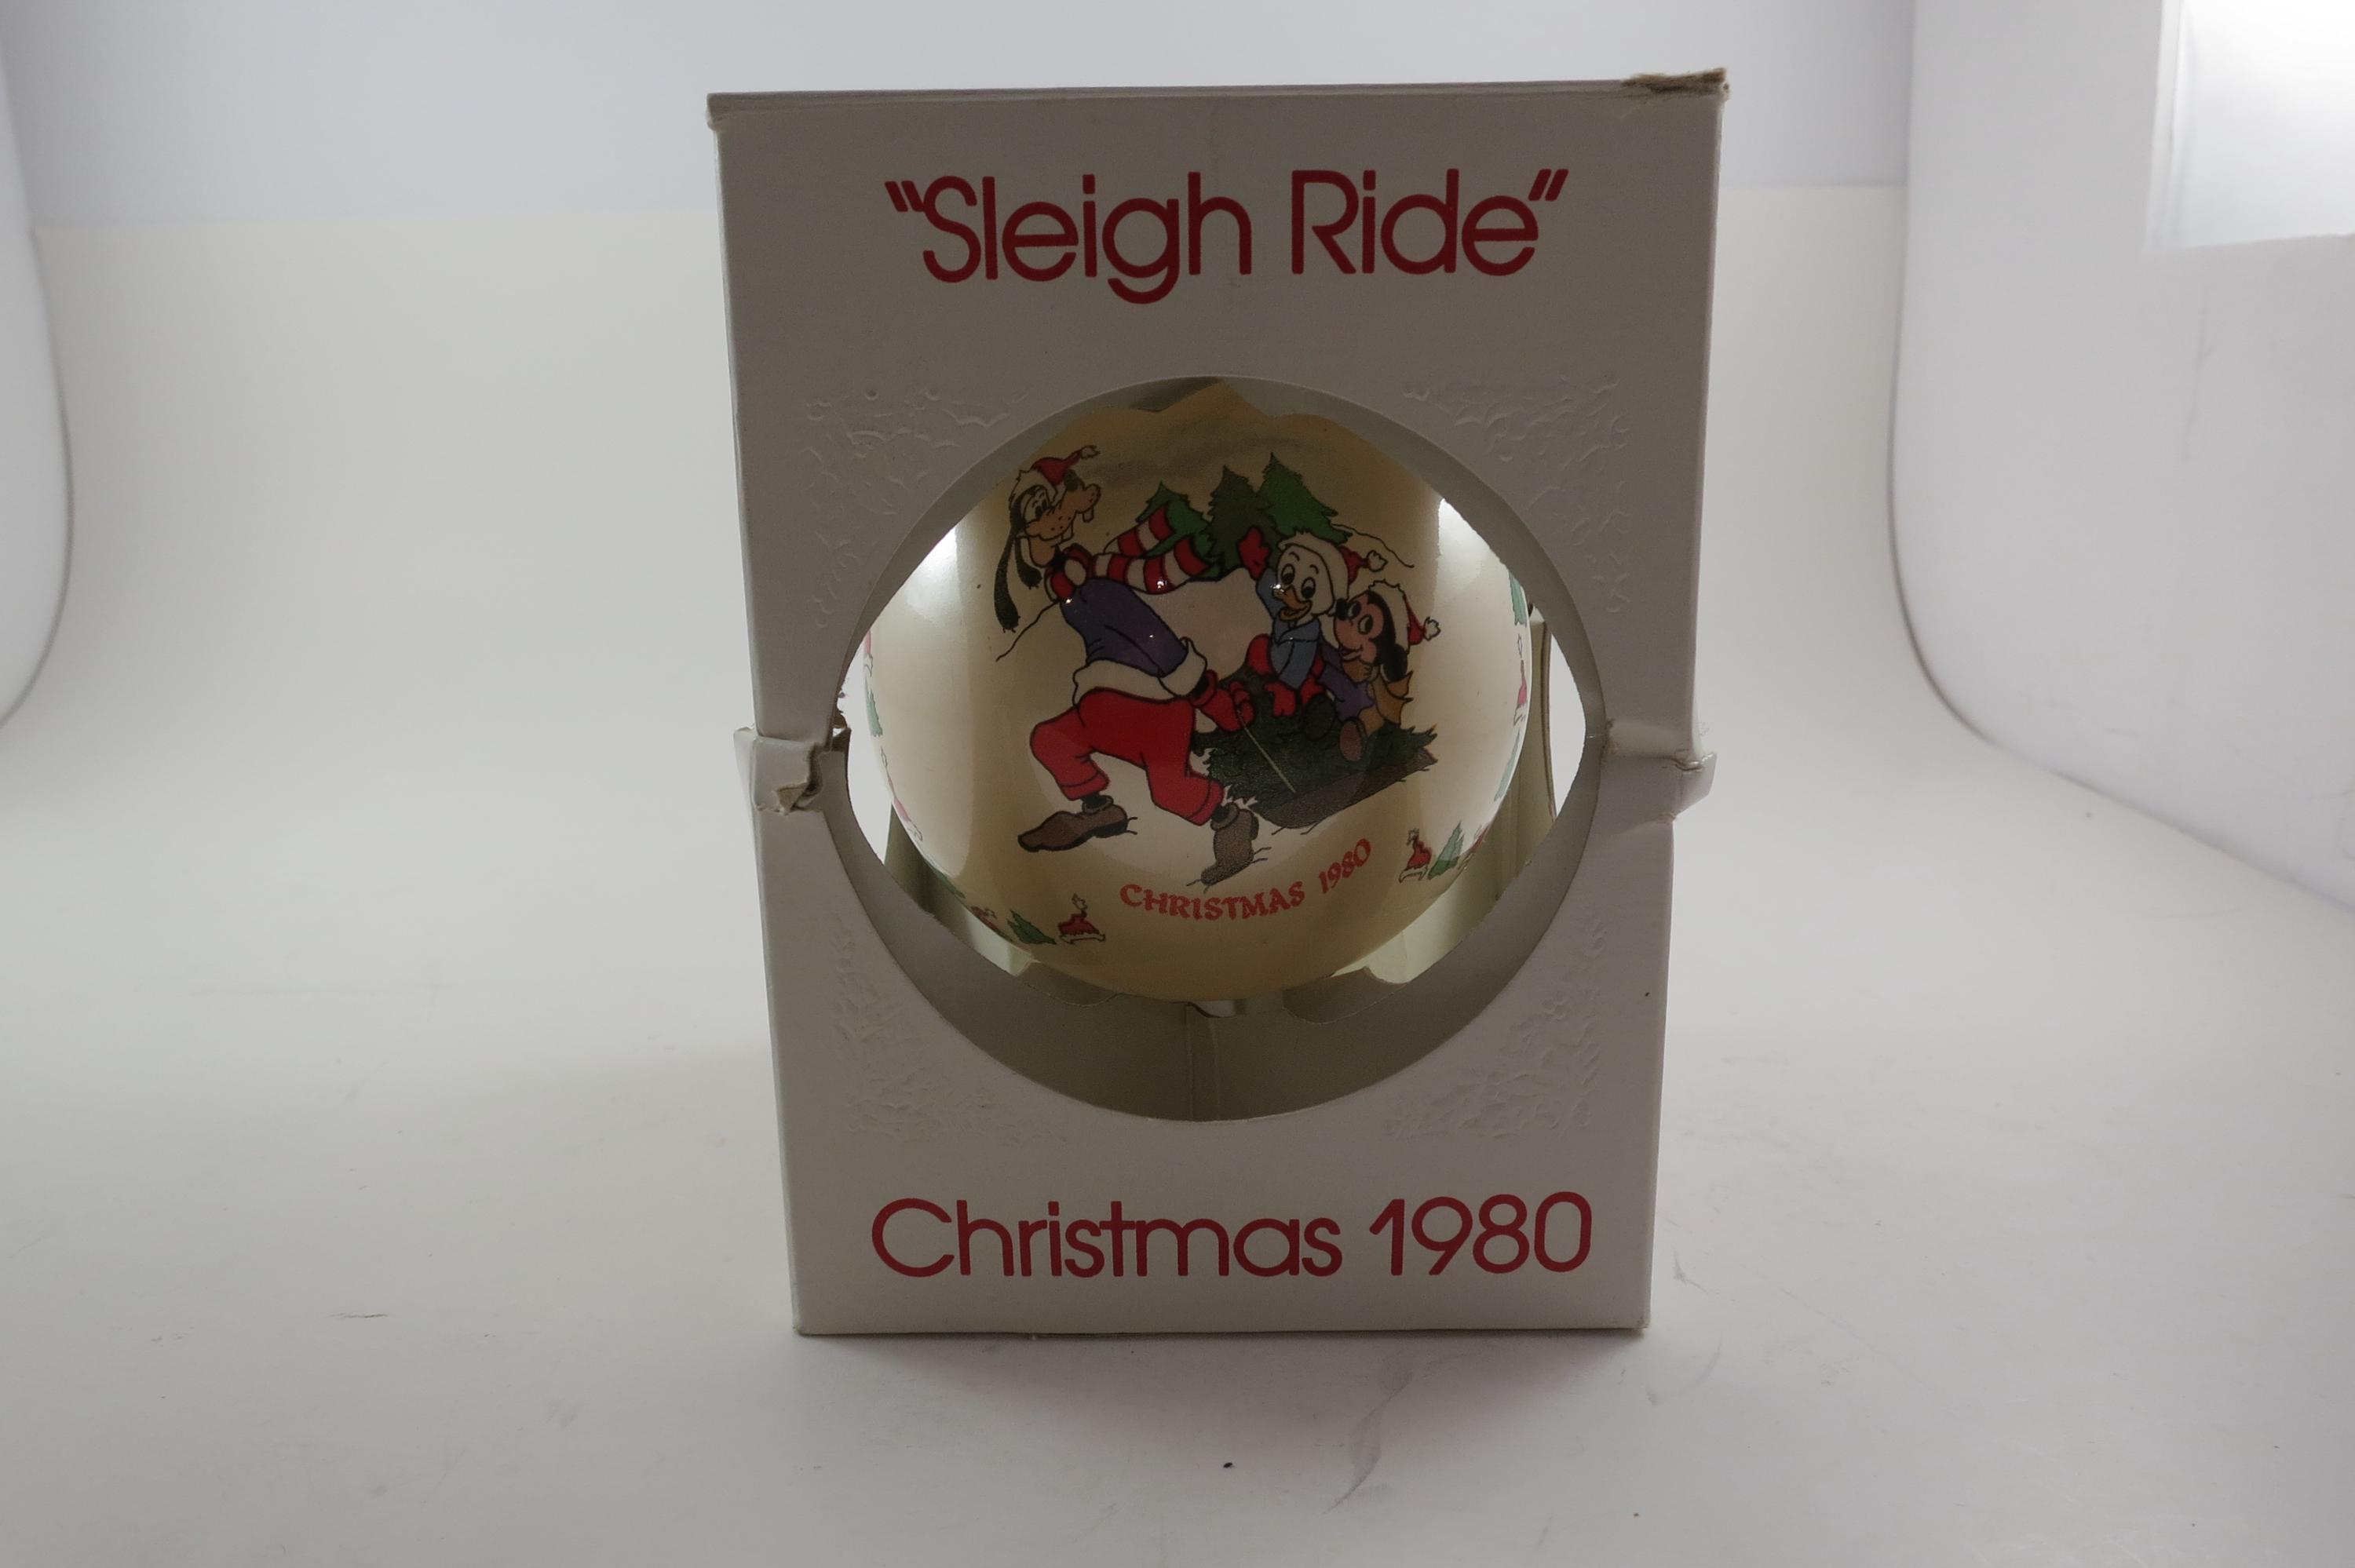 "Sleigh Ride"
CHRISTMAS 1980
Christmas 1980